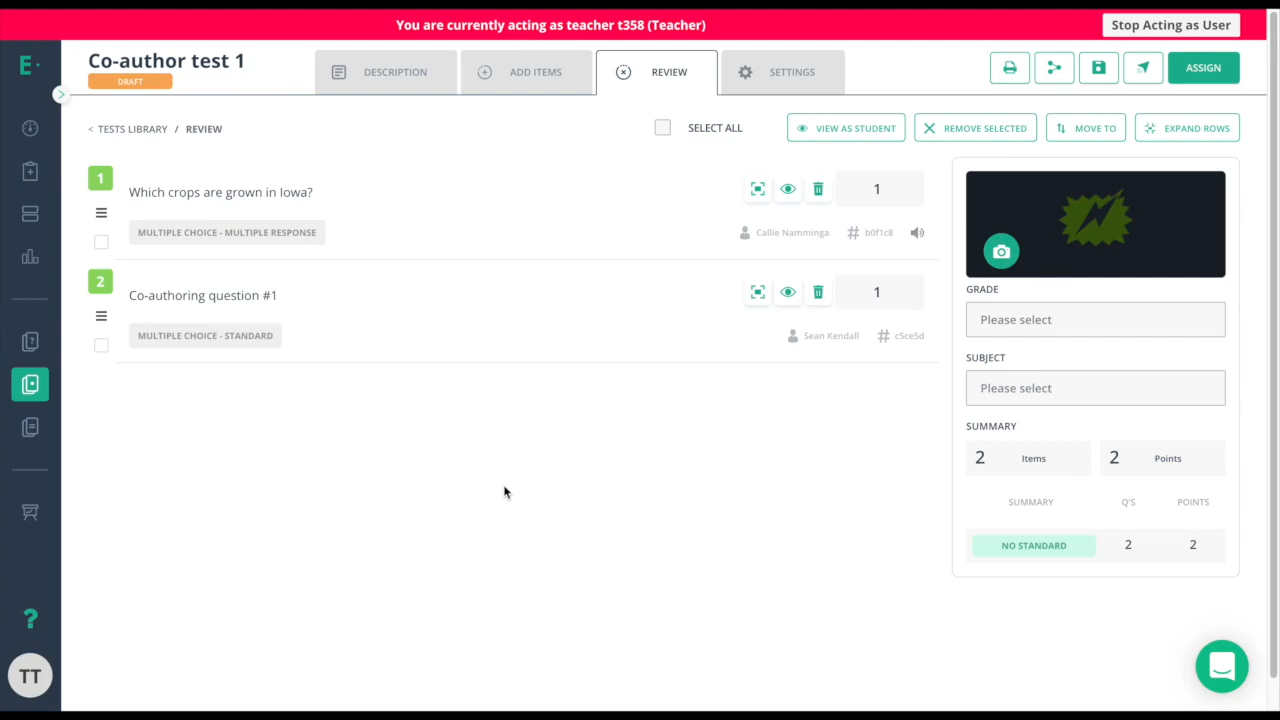 You are currently acting as teacher t358 (Teacher)
Stop Acting as User
E
Co-author test 1
DRAFT
DESCRIPTION
ADD ITEMS
REVIEW
SETTINGS
ASSIGN
< TESTS LIBRARY / REVIEW
SELECT ALL
VIEW AS STUDENT
REMOVE SELECTED
MOVE TO
EXPAND ROWS
1
Which crops are grown in Iowa?
1
MULTIPLE CHOICE - MULTIPLE RESPONSE
Callie Namminga
# b0f1c8
2
Co-authoring question #1
1
MULTIPLE CHOICE - STANDARD
Sean Kendall
# c5ce5d
GRADE
Please select
SUBJECT
Please select
SUMMARY
2 Items
2 Points
SUMMARY Q'S POINTS
NO STANDARD 2 2
?
TT